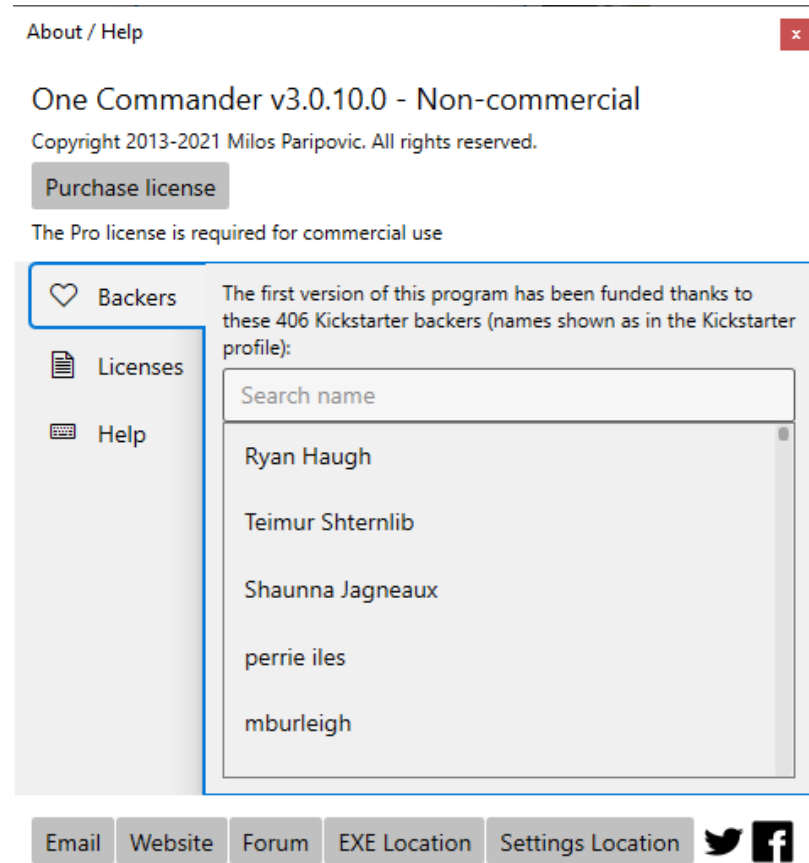 About / Help
x
One Commander v3.0.10.0 - Non-commercial
Copyright 2013-2021 Milos Paripovic. All rights reserved.
Purchase license
The Pro license is required for commercial use
Backers
Licenses
Help
The first version of this program has been funded thanks to
these 406 Kickstarter backers (names shown as in the Kickstarter
profile):
Search name
Ryan Haugh
Teimur Shternlib
Shaunna Jagneaux
perrie iles
mburleigh
Email Website Forum EXE Location Settings Location